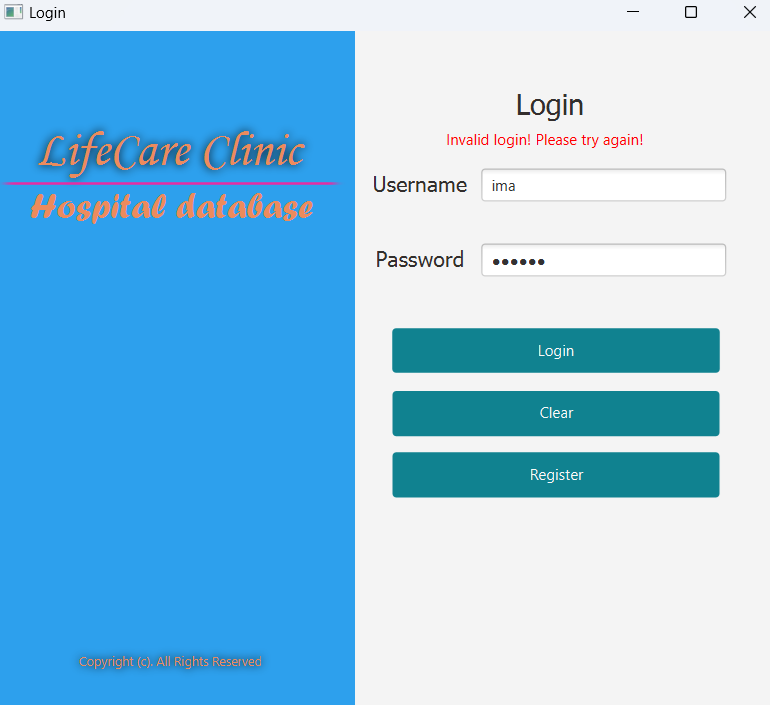 Login
LifeCare Clinic
Hospital database
Copyright (c). All Rights Reserved
Login
Invalid login! Please try again!
Username ima
Password ●●●●●●
Login
Clear
Register